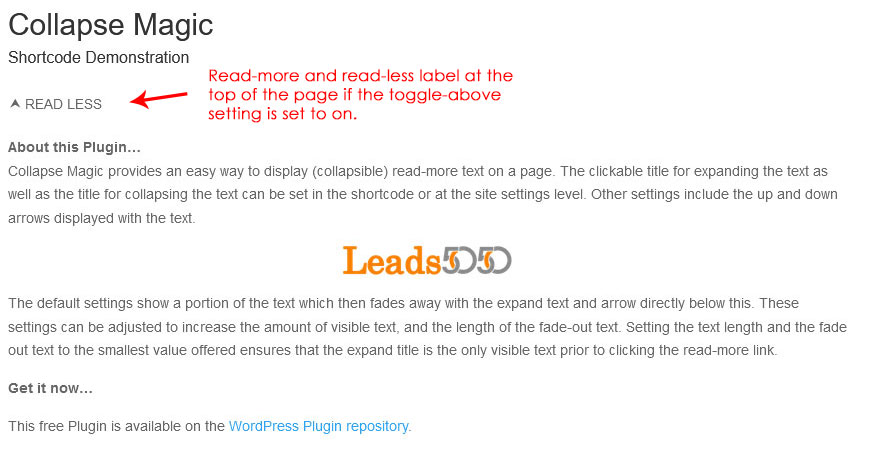 Collapse Magic
Shortcode Demonstration
READ LESS
Read-more and read-less label at the
top of the page if the toggle-above
setting is set to on.
About this Plugin…
Collapse Magic provides an easy way to display (collapsible) read-more text on a page. The clickable title for expanding the text as
well as the title for collapsing the text can be set in the shortcode or at the site settings level. Other settings include the up and down
arrows displayed with the text.
Leads5050
The default settings show a portion of the text which then fades away with the expand text and arrow directly below this. These
settings can be adjusted to increase the amount of visible text, and the length of the fade-out text. Setting the text length and the fade
out text to the smallest value offered ensures that the expand title is the only visible text prior to clicking the read-more link.
Get it now…
This free Plugin is available on the WordPress Plugin repository.